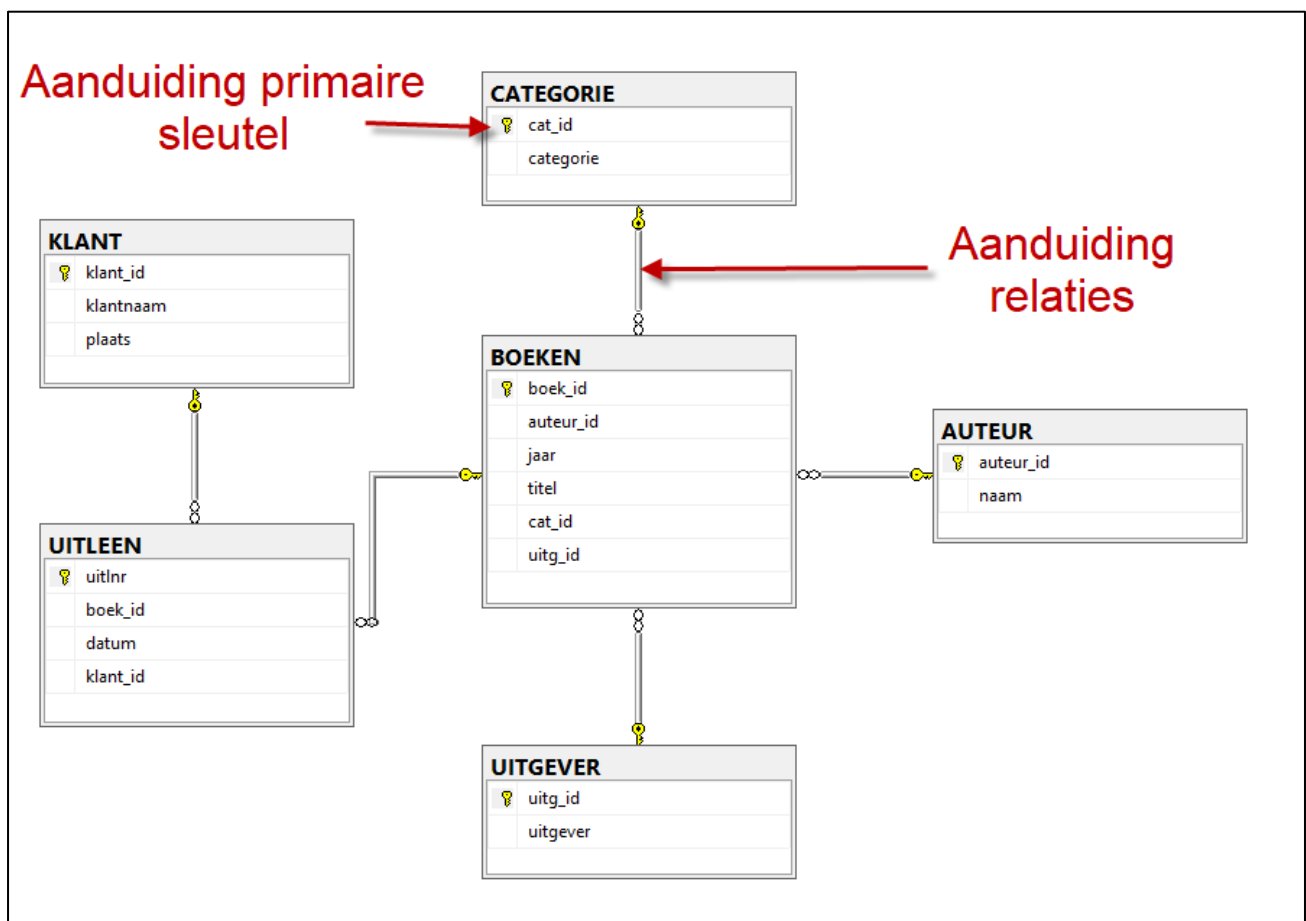 Aanduiding primaire
sleutel
CATEGORIE
cat_id
categorie
Aanduiding
relaties
KLANT
klant_id
klantnaam
plaats
BOEKEN
boek_id
auteur_id
jaar
titel
cat_id
uitg_id
AUTEUR
auteur_id
naam
UITLEEN
uitlnr
boek_id
datum
klant_id
UITGEVER
uitg_id
uitgever